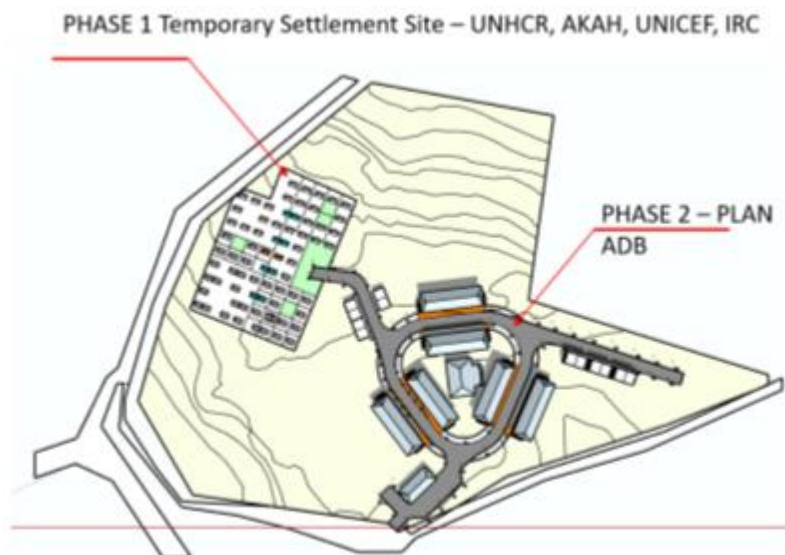 PHASE 1 Temporary Settlement Site – UNHCR, AKAH, UNICEF, IRC
PHASE 2 – PLAN
ADB